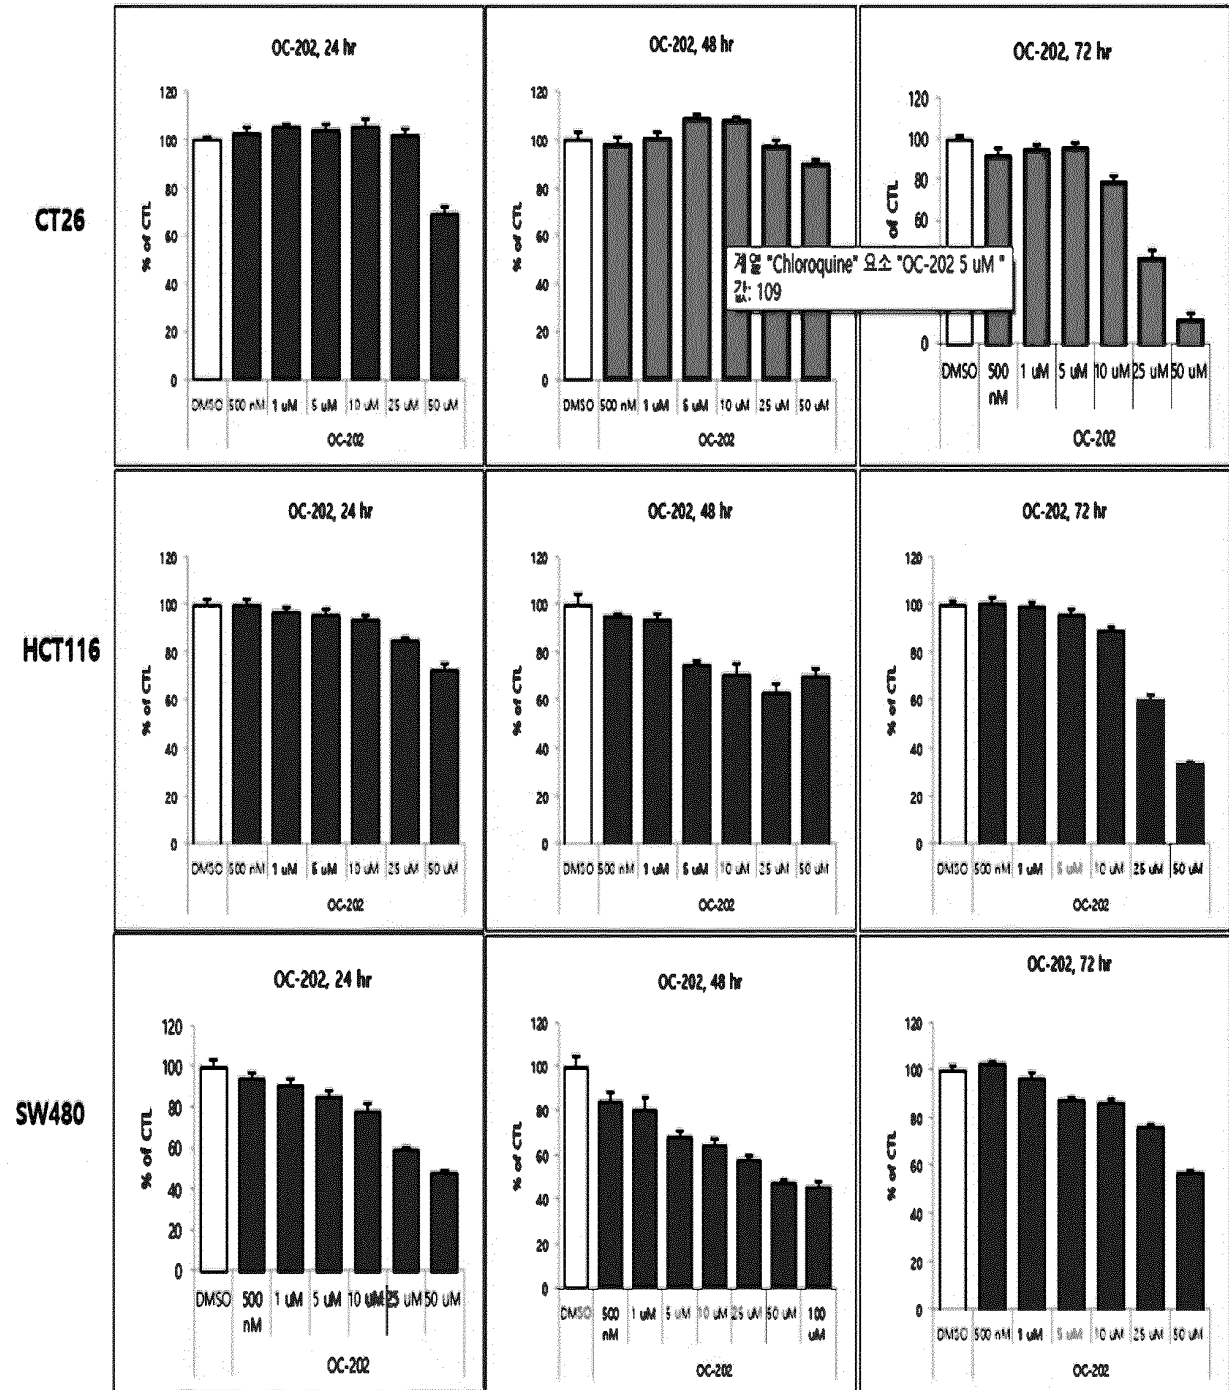 CT26
OC-202, 24 hr
% of CTL
120
100
80
60
40
20
0
DMSO 500 nM 1 uM 5 uM 10 uM 25 uM 50 uM
OC-202
OC-202, 48 hr
% of CTL
120
100
80
60
40
20
0
DMSO 500 nM 1 uM 5 uM 10 uM 25 uM 50 uM
OC-202
OC-202, 72 hr
of CTL
120
100
80
60
0
DMSO 500 nM 1 uM 5 uM 10 uM 25 uM 50 uM
OC-202
계열 "Chloroquine" 요소 "OC-202 5 uM "
값: 109
HCT116
OC-202, 24 hr
% of CTL
120
100
80
60
40
20
0
DMSO 500 nM 1 uM 5 uM 10 uM 25 uM 50 uM
OC-202
OC-202, 48 hr
% of CTL
120
100
80
60
40
20
0
DMSO 500 nM 1 uM 5 uM 10 uM 25 uM 50 uM
OC-202
OC-202, 72 hr
% of CTL
120
100
80
60
40
20
0
DMSO 500 nM 1 uM 5 uM 10 uM 25 uM 50 uM
OC-202
SW480
OC-202, 24 hr
% of CTL
120
100
80
60
40
20
0
DMSO 500 nM 1 uM 5 uM 10 uM 25 uM 50 uM
OC-202
OC-202, 48 hr
% of CTL
120
100
80
60
40
20
0
DMSO 500 nM 1 uM 5 uM 10 uM 25 uM 50 uM 100 uM
OC-202
OC-202, 72 hr
% of CTL
120
100
80
60
40
20
0
DMSO 500 nM 1 uM 5 uM 10 uM 25 uM 50 uM
OC-202